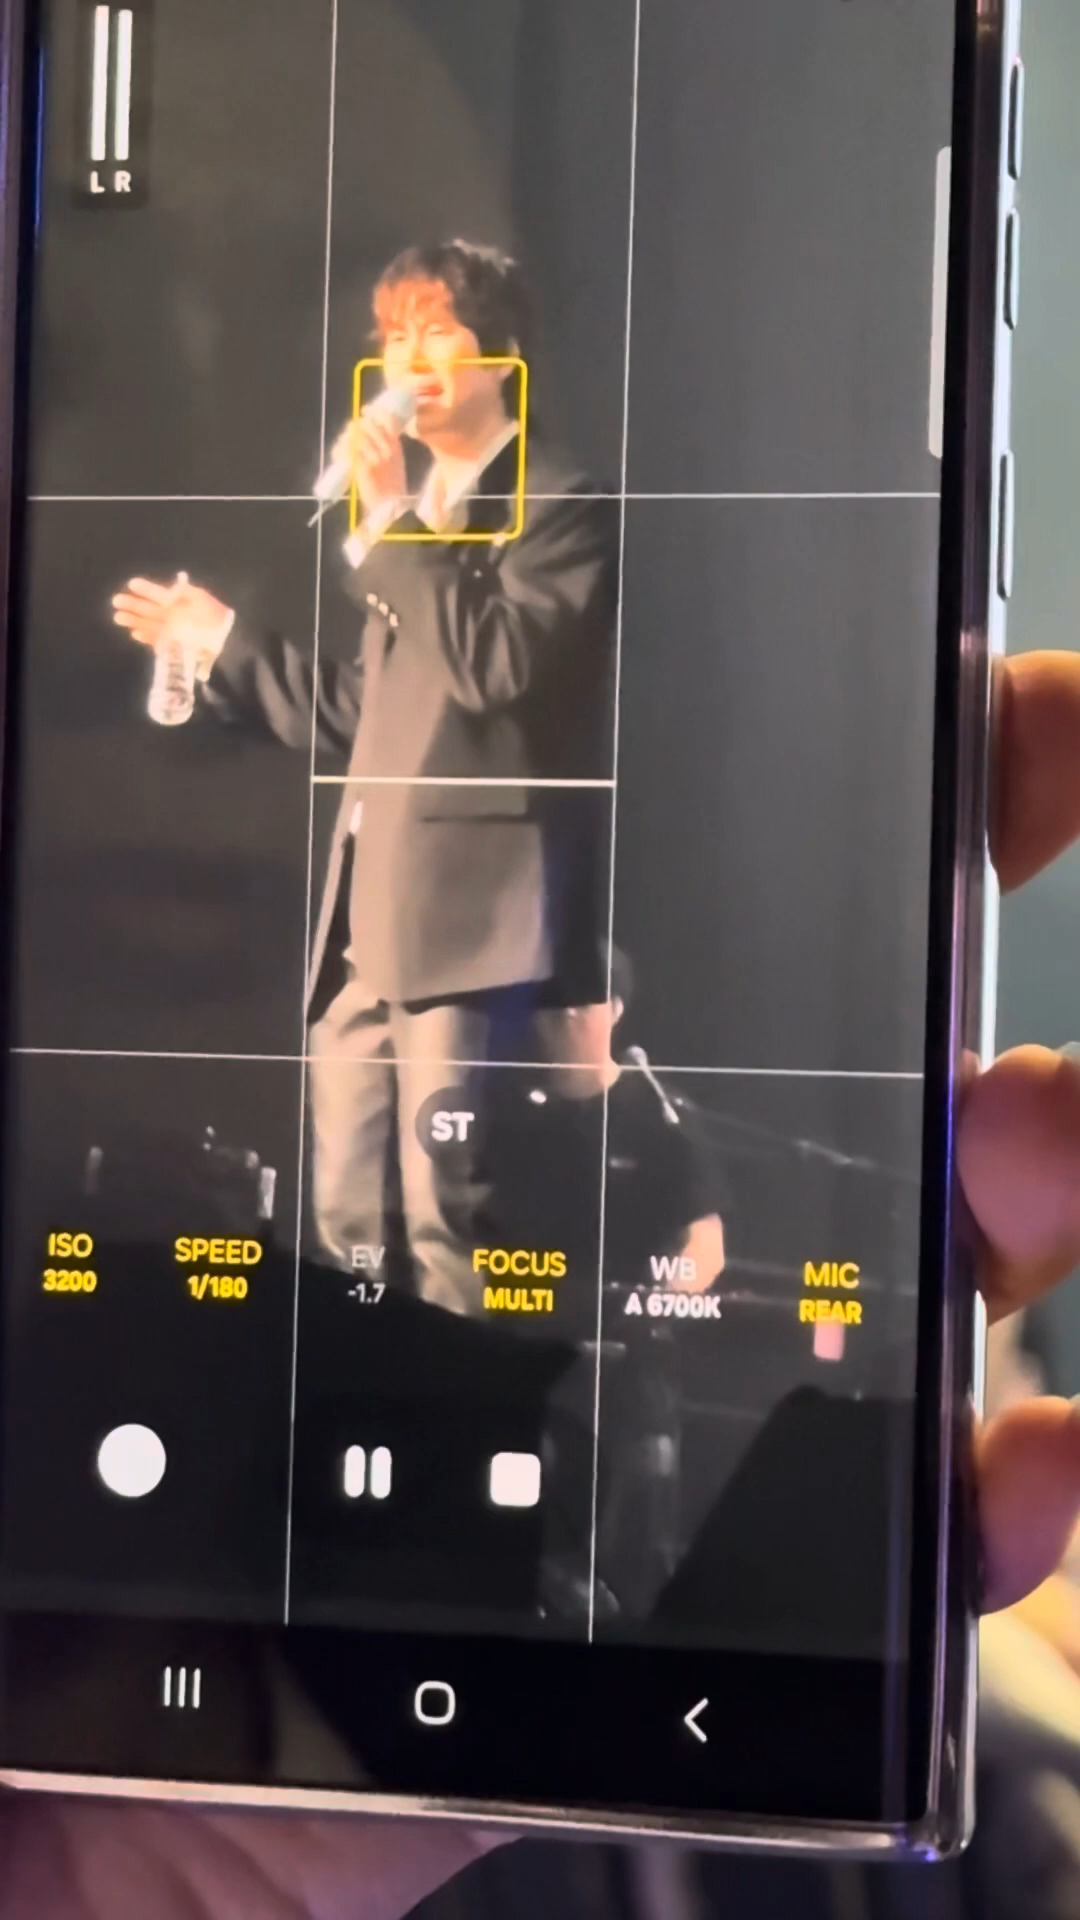 L R
ST
ISO
3200
SPEED
1/180
EV
-1.7
FOCUS
MULTI
WB
A 6700K
MIC
REAR